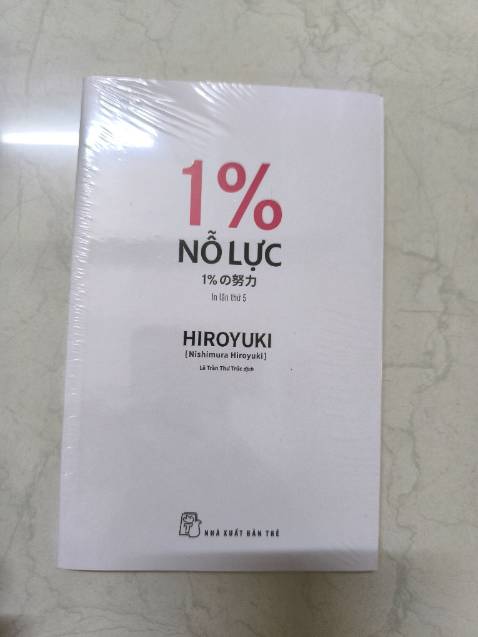 1%
NỖ LỰC
1%の努力
In lần thứ 5
HIROYUKI
[Nishimura Hiroyuki]
Lê Trần Thư Trúc dịch
NHÀ XUẤT BẢN TRẺ